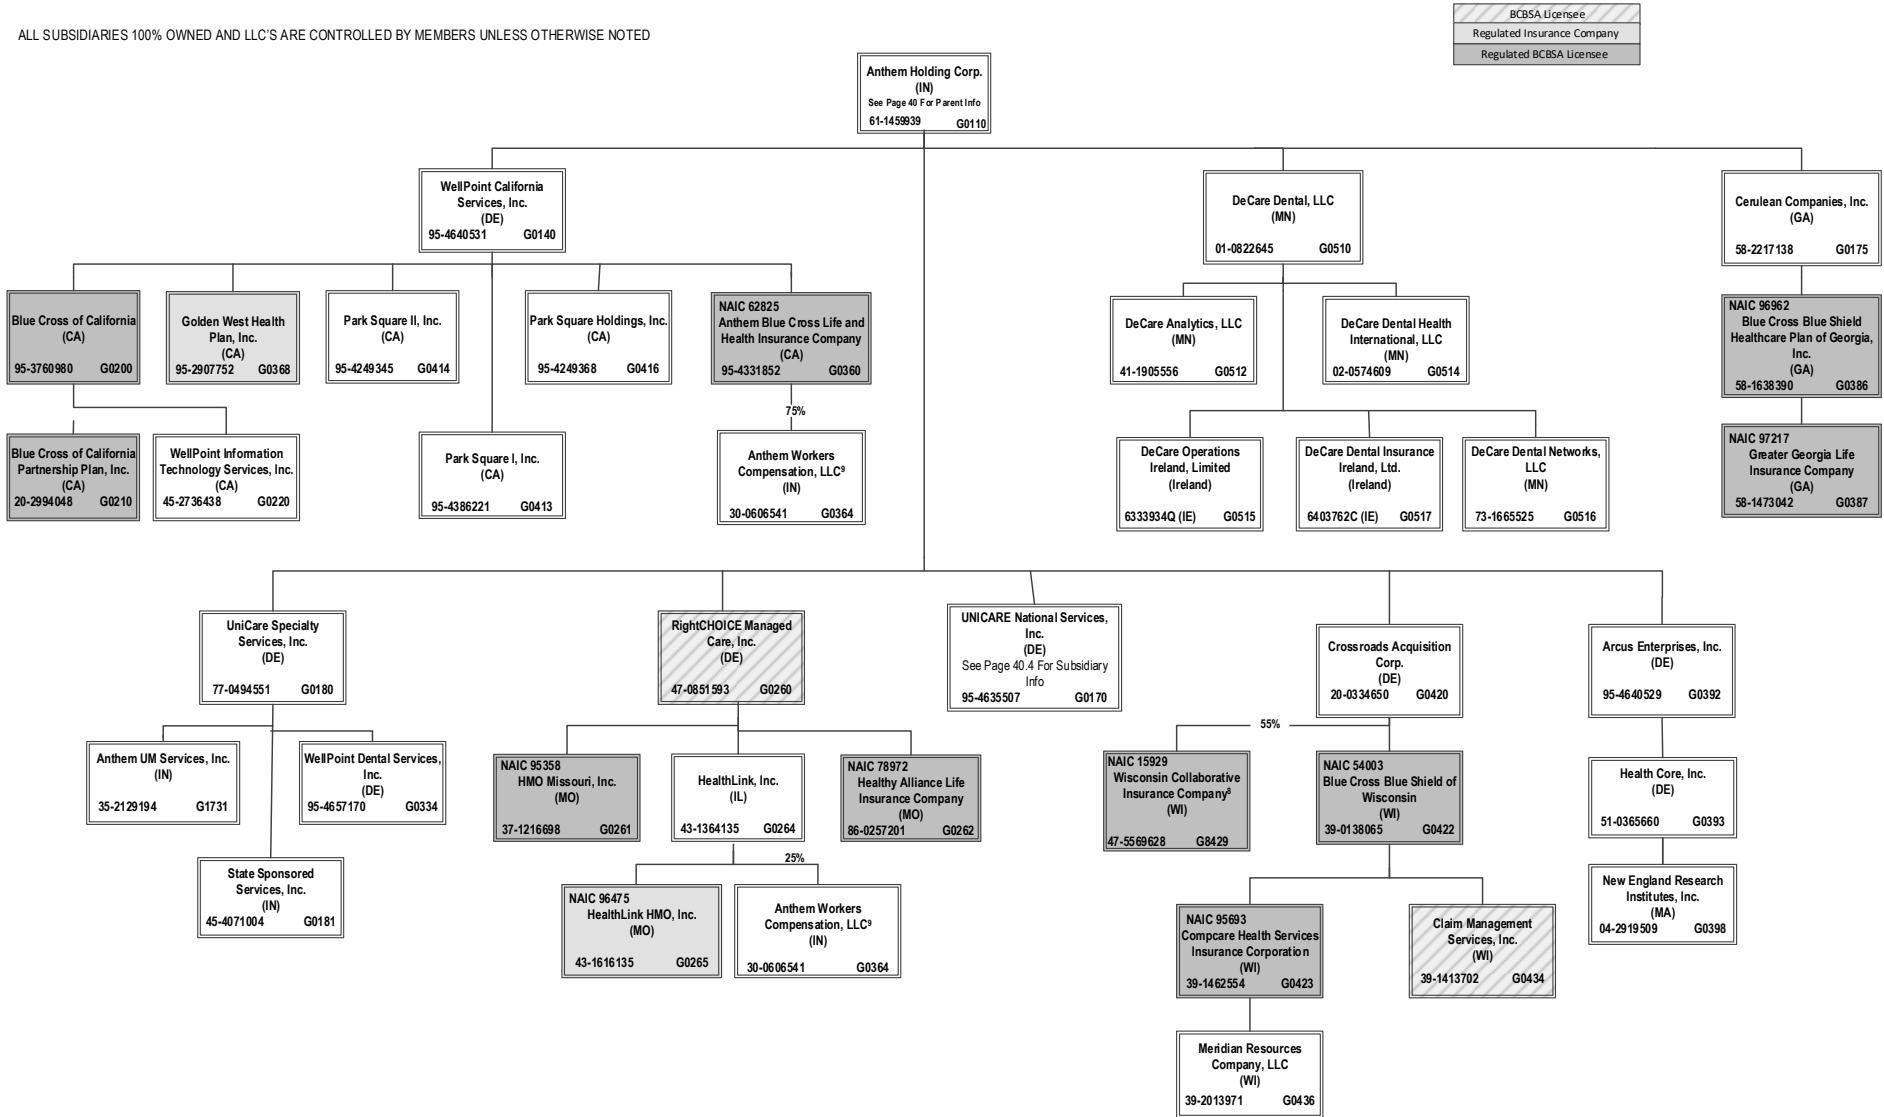 ALL SUBSIDIARIES 100% OWNED AND LLC'S ARE CONTROLLED BY MEMBERS UNLESS OTHERWISE NOTED
BCBSA Licensee
Regulated Insurance Company
Regulated BCBSA Licensee
Anthem Holding Corp.
(IN)
See Page 40 For Parent Info
61-1459939 G0110
WellPoint California
Services, Inc.
(DE)
95-4640531 G0140
DeCare Dental, LLC
(MN)
01-0822645 G0510
Cerulean Companies, Inc.
(GA)
58-2217138 G0175
Blue Cross of California
(CA)
95-3760980 G0200
Golden West Health
Plan, Inc.
(CA)
95-2907752 G0368
Park Square II, Inc.
(CA)
95-4249345 G0414
Park Square Holdings, Inc.
(CA)
95-4249368 G0416
NAIC 62825
Anthem Blue Cross Life and
Health Insurance Company
(CA)
95-4331852 G0360
DeCare Analytics, LLC
(MN)
41-1905556 G0512
DeCare Dental Health
International, LLC
(MN)
02-0574609 G0514
NAIC 96962
Blue Cross Blue Shield
Healthcare Plan of Georgia,
Inc.
(GA)
58-1638390 G0386
75%
Blue Cross of California
Partnership Plan, Inc.
(CA)
20-2994048 G0210
WellPoint Information
Technology Services, Inc.
(CA)
45-2736438 G0220
Park Square I, Inc.
(CA)
95-4386221 G0413
Anthem Workers
Compensation, LLC⁹
(IN)
30-0606541 G0364
DeCare Operations
Ireland, Limited
(Ireland)
6333934Q (IE) G0515
DeCare Dental Insurance
Ireland, Ltd.
(Ireland)
6403762C (IE) G0517
DeCare Dental Networks,
LLC
(MN)
73-1665525 G0516
NAIC 97217
Greater Georgia Life
Insurance Company
(GA)
58-1473042 G0387
UniCare Specialty
Services, Inc.
(DE)
77-0494551 G0180
RightCHOICE Managed
Care, Inc.
(DE)
47-0851593 G0260
UNICARE National Services,
Inc.
(DE)
See Page 40.4 For Subsidiary
Info
95-4635507 G0170
Crossroads Acquisition
Corp.
(DE)
20-0334650 G0420
Arcus Enterprises, Inc.
(DE)
95-4640529 G0392
55%
Anthem UM Services, Inc.
(IN)
35-2129194 G1731
WellPoint Dental Services,
Inc.
(DE)
95-4657170 G0334
NAIC 95358
HMO Missouri, Inc.
(MO)
37-1216698 G0261
HealthLink, Inc.
(IL)
43-1364135 G0264
NAIC 78972
Healthy Alliance Life
Insurance Company
(MO)
86-0257201 G0262
NAIC 15929
Wisconsin Collaborative
Insurance Company⁸
(WI)
47-5569628 G8429
NAIC 54003
Blue Cross Blue Shield of
Wisconsin
(WI)
39-0138065 G0422
Health Core, Inc.
(DE)
51-0365660 G0393
25%
State Sponsored
Services, Inc.
(IN)
45-4071004 G0181
NAIC 96475
HealthLink HMO, Inc.
(MO)
43-1616135 G0265
Anthem Workers
Compensation, LLC⁹
(IN)
30-0606541 G0364
NAIC 95693
Compcare Health Services
Insurance Corporation
(WI)
39-1462554 G0423
Claim Management
Services, Inc.
(WI)
39-1413702 G0434
New England Research
Institutes, Inc.
(MA)
04-2919509 G0398
Meridian Resources
Company, LLC
(WI)
39-2013971 G0436